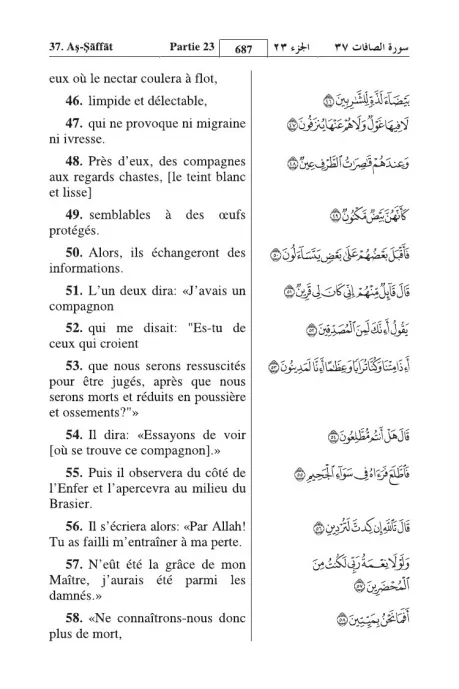 37. Aṣ-Ṣāffāt Partie 23 687 الجزء ٢٣ سورة الصافات ٣٧
eux où le nectar coulera à flot,
46. limpide et délectable,
47. qui ne provoque ni migraine
ni ivresse.
48. Près d’eux, des compagnes
aux regards chastes, [le teint blanc
et lisse]
49. semblables à des œufs
protégés.
50. Alors, ils échangeront des
informations.
51. L’un deux dira: «J’avais un
compagnon
52. qui me disait: "Es-tu de
ceux qui croient
53. que nous serons ressuscités
pour être jugés, après que nous
serons morts et réduits en poussière
et ossements?"»
54. Il dira: «Essayons de voir
[où se trouve ce compagnon].»
55. Puis il observera du côté de
l’Enfer et l’apercevra au milieu du
Brasier.
56. Il s’écriera alors: «Par Allah!
Tu as failli m’entraîner à ma perte.
57. N’eût été la grâce de mon
Maître, j’aurais été parmi les
damnés.»
58. «Ne connaîtrons-nous donc
plus de mort,
بَيْضَآءَ لَذَّةٍ لِّلشَّـٰرِبِينَ ٤٦
لَا فِيهَا غَوْلٌ وَلَا هُمْ عَنْهَا يُنزَفُونَ ٤٧
وَعِندَهُمْ قَـٰصِرَٰتُ ٱلطَّرْفِ عِينٌ ٤٨
كَأَنَّهُنَّ بَيْضٌ مَّكْنُونٌ ٤٩
فَأَقْبَلَ بَعْضُهُمْ عَلَىٰ بَعْضٍ يَتَسَآءَلُونَ ٥٠
قَالَ قَآئِلٌ مِّنْهُمْ إِنِّى كَانَ لِى قَرِينٌ ٥١
يَقُولُ أَءِنَّكَ لَمِنَ ٱلْمُصَدِّقِينَ ٥٢
أَءِذَا مِتْنَا وَكُنَّا تُرَابًا وَعِظَـٰمًا أَءِنَّا لَمَدِينُونَ ٥٣
قَالَ هَلْ أَنتُم مُّطَّلِعُونَ ٥٤
فَٱطَّلَعَ فَرَءَاهُ فِى سَوَآءِ ٱلْجَحِيمِ ٥٥
قَالَ تَٱللَّهِ إِن كِدتَّ لَتُرْدِينِ ٥٦
وَلَوْلَا نِعْمَةُ رَبِّى لَكُنتُ مِنَ
ٱلْمُحْضَرِينَ ٥٧
أَفَمَا نَحْنُ بِمَيِّتِينَ ٥٨